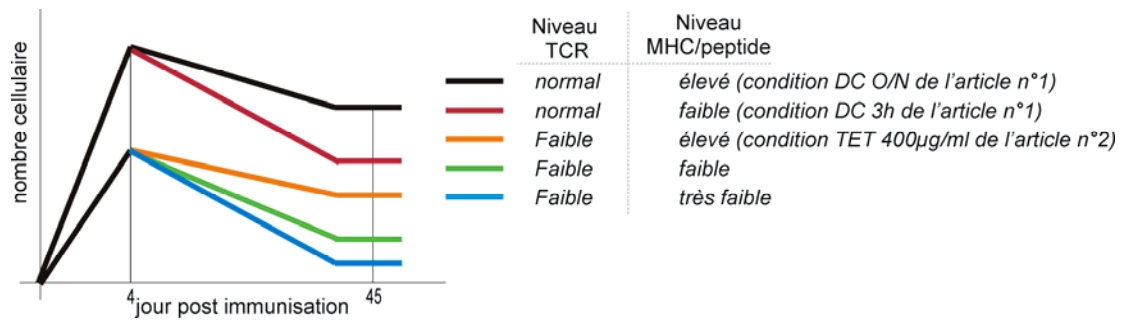 nombre cellulaire
4
jour post immunisation
45
Niveau TCR
Niveau MHC/peptide
normal élevé (condition DC O/N de l'article n°1)
normal faible (condition DC 3h de l'article n°1)
Faible élevé (condition TET 400µg/ml de l'article n°2)
Faible faible
Faible très faible